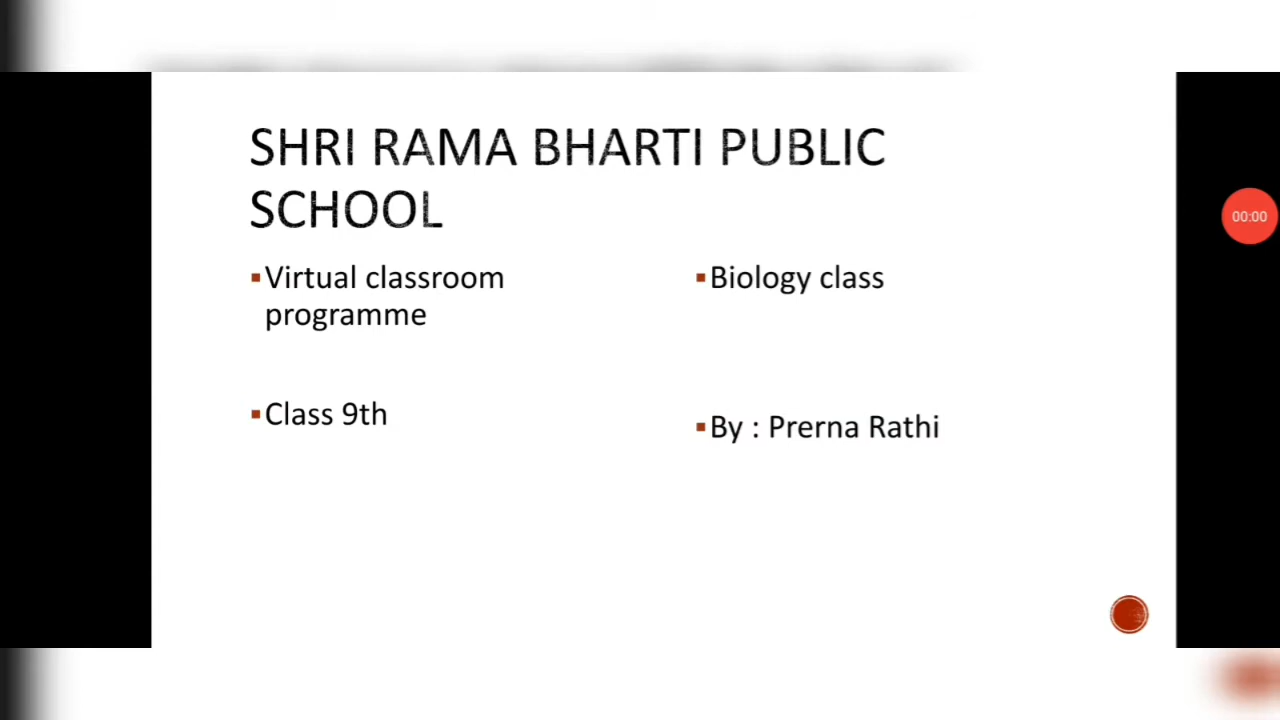 SHRI RAMA BHARTI PUBLIC
SCHOOL
Virtual classroom
programme
Class 9th
Biology class
By : Prerna Rathi
00:00